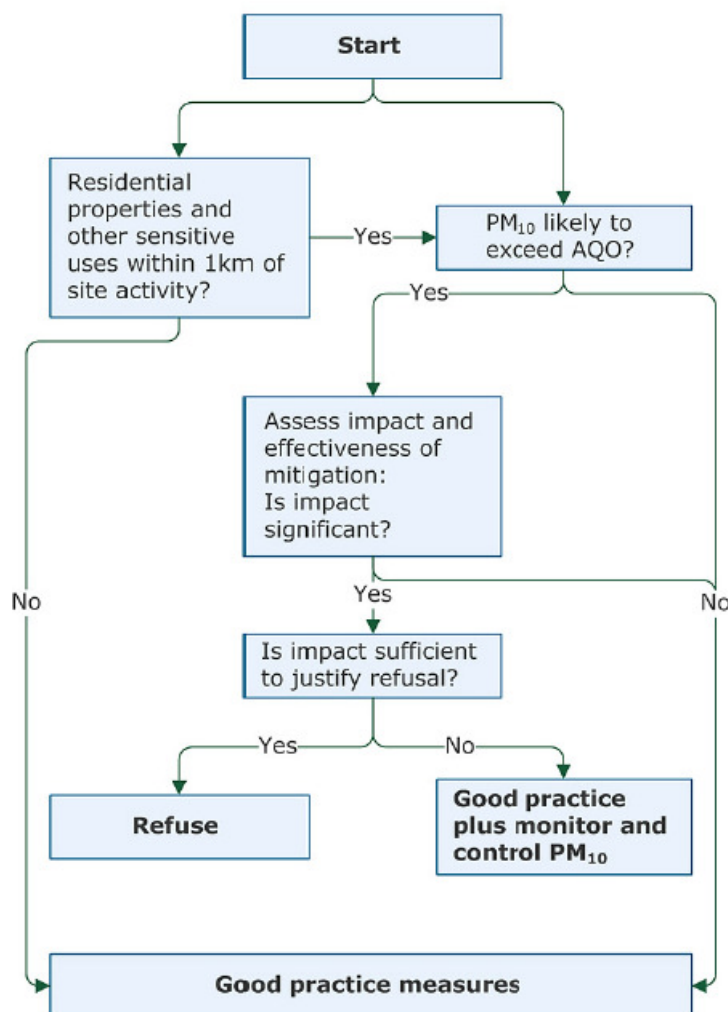 Start
Residential
properties and
other sensitive
uses within 1km of
site activity?
Yes
PM₁₀ likely to
exceed AQO?
Yes
Assess impact and
effectiveness of
mitigation:
Is impact
significant?
No
Yes
No
Is impact sufficient
to justify refusal?
Yes
No
Refuse
Good practice
plus monitor and
control PM₁₀
Good practice measures